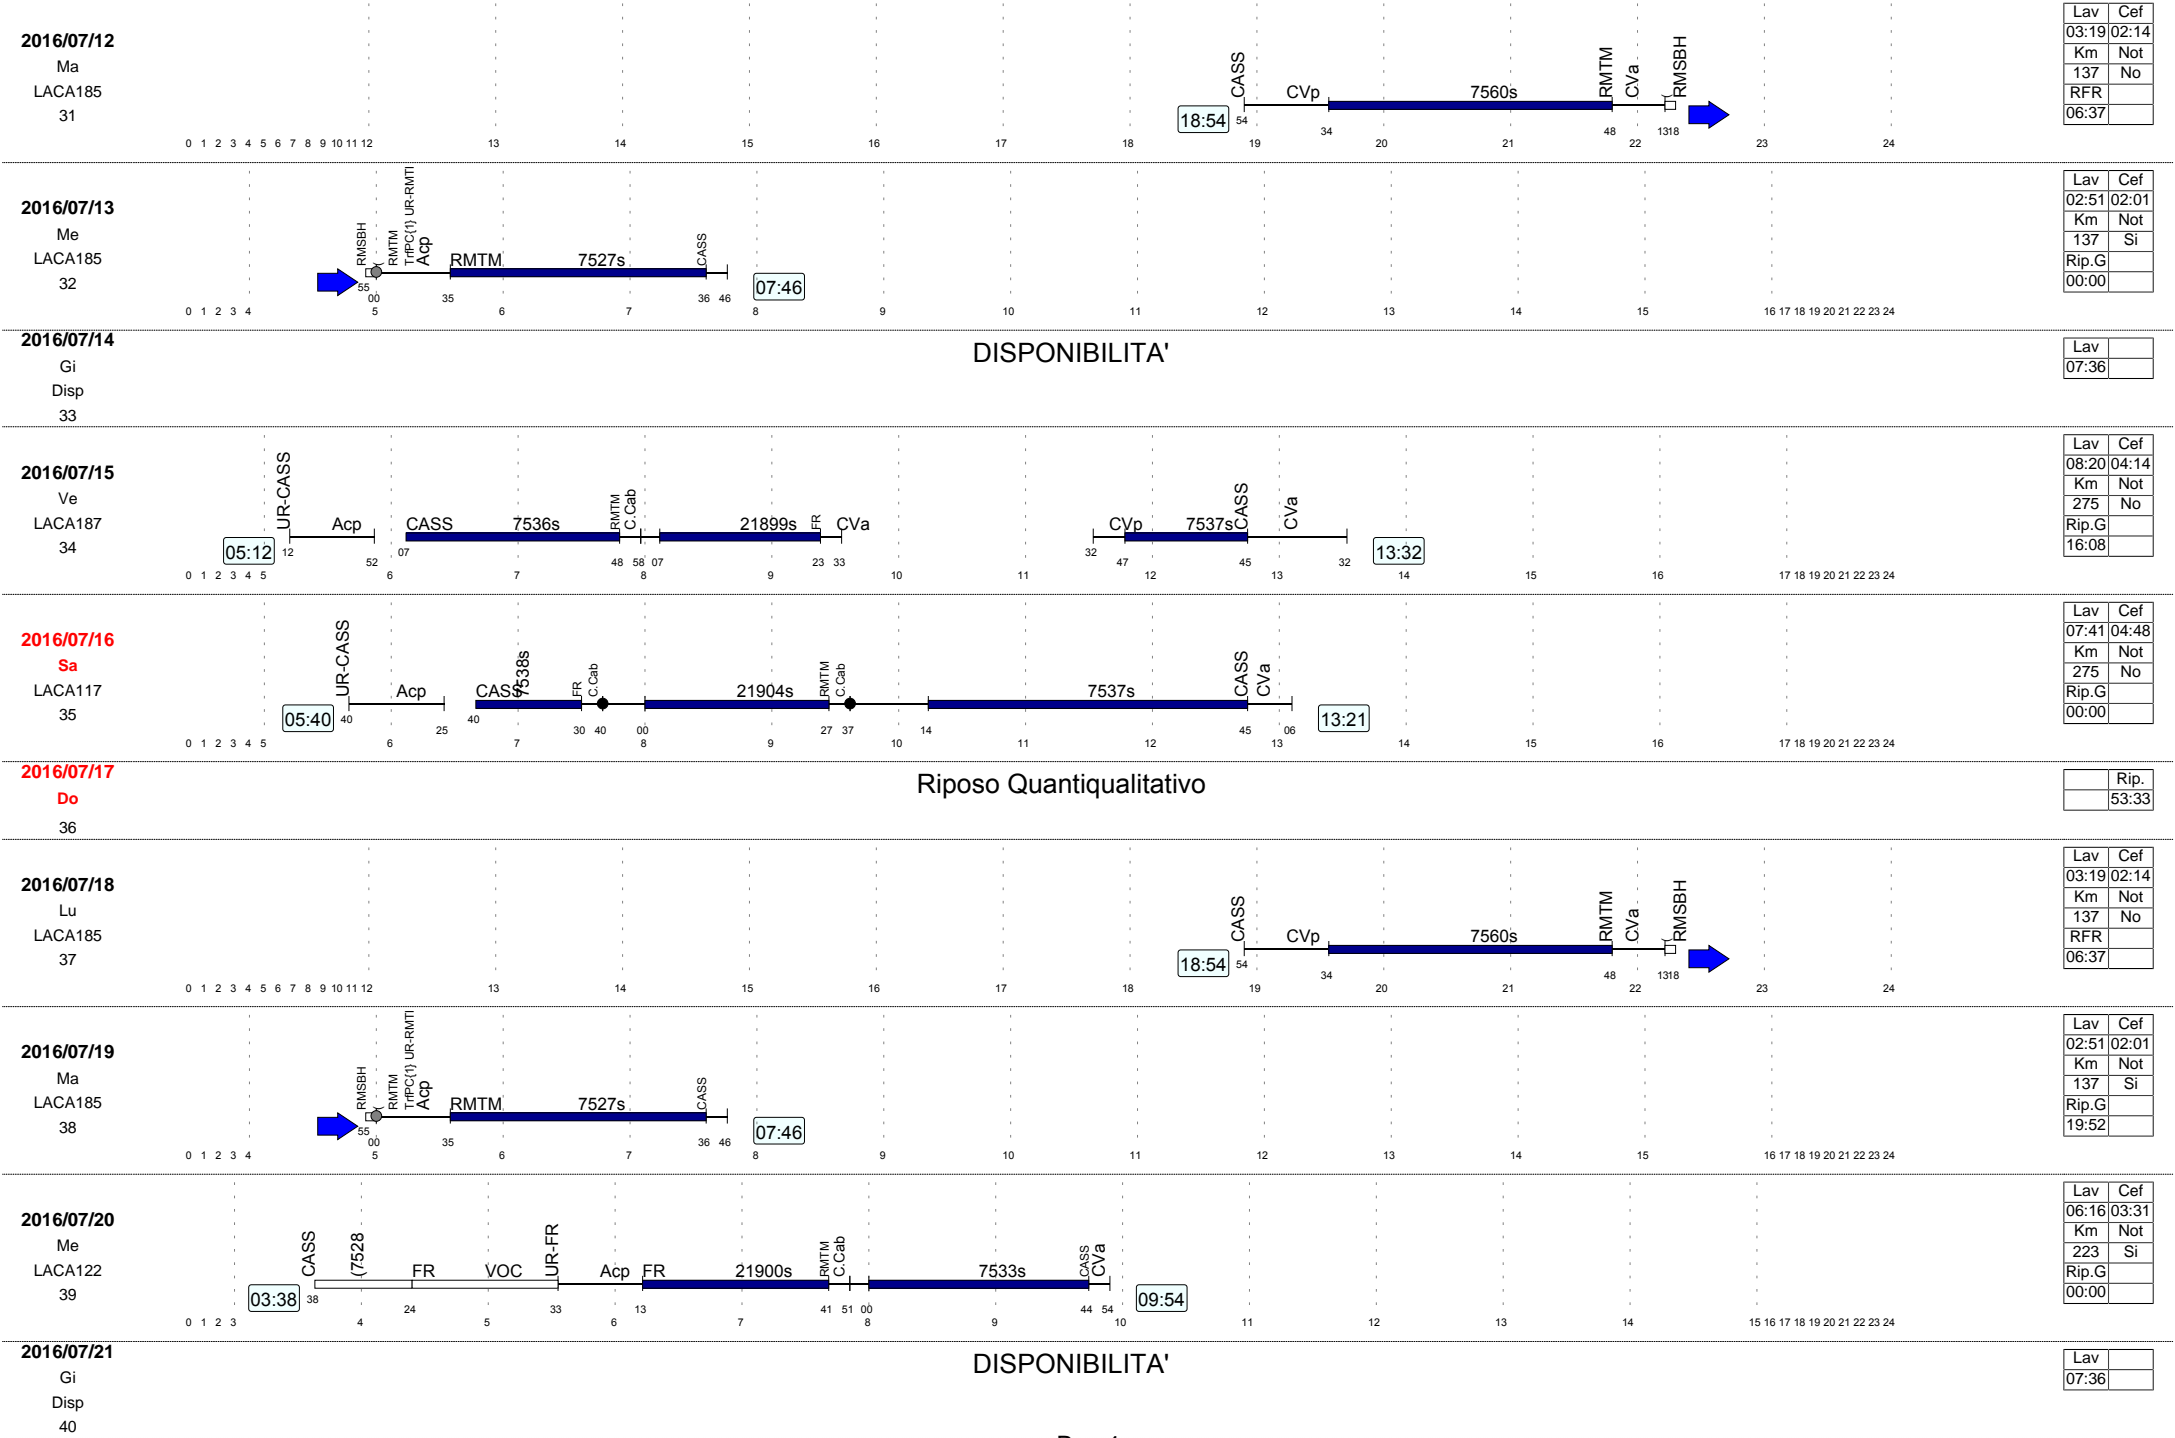 2016/07/12
Ma
LACA185
31
18:54
CASS
54
CVp
34
7560s
RMTM
48
CVa
1318
RMSBH
0 1 2 3 4 5 6 7 8 9 10 11 12 13 14 15 16 17 18 19 20 21 22 23 24
Lav Cef
03:19 02:14
Km Not
137 No
RFR
06:37
2016/07/13
Me
LACA185
32
RMSBH
55
00
RMTM
TrfPC{1} UR-RMTI
Acp
35
RMTM 7527s
CASS
36 46
07:46
0 1 2 3 4 5 6 7 8 9 10 11 12 13 14 15 16 17 18 19 20 21 22 23 24
Lav Cef
02:51 02:01
Km Not
137 Si
Rip.G
00:00
2016/07/14
Gi
Disp
33
DISPONIBILITA'
Lav
07:36
2016/07/15
Ve
LACA187
34
05:12
UR-CASS
12
Acp
52
07
CASS 7536s
RMTM
C.Cab
48 58 07
21899s
FR
CVa
23 33
32
CVp
47
7537s
CASS
45
CVa
32
13:32
0 1 2 3 4 5 6 7 8 9 10 11 12 13 14 15 16 17 18 19 20 21 22 23 24
Lav Cef
08:20 04:14
Km Not
275 No
Rip.G
16:08
2016/07/16
Sa
LACA117
35
05:40
UR-CASS
40
Acp
25
40
CASS
7538s
FR
C.Cab
30 40 00
21904s
RMTM
C.Cab
27 37
14
7537s
CASS
CVa
45 06
13:21
0 1 2 3 4 5 6 7 8 9 10 11 12 13 14 15 16 17 18 19 20 21 22 23 24
Lav Cef
07:41 04:48
Km Not
275 No
Rip.G
00:00
2016/07/17
Do
36
Riposo Quantiqualitativo
Rip.
53:33
2016/07/18
Lu
LACA185
37
18:54
CASS
54
CVp
34
7560s
RMTM
48
CVa
1318
RMSBH
0 1 2 3 4 5 6 7 8 9 10 11 12 13 14 15 16 17 18 19 20 21 22 23 24
Lav Cef
03:19 02:14
Km Not
137 No
RFR
06:37
2016/07/19
Ma
LACA185
38
RMSBH
55
00
RMTM
TrfPC{1} UR-RMTI
Acp
35
RMTM 7527s
CASS
36 46
07:46
0 1 2 3 4 5 6 7 8 9 10 11 12 13 14 15 16 17 18 19 20 21 22 23 24
Lav Cef
02:51 02:01
Km Not
137 Si
Rip.G
19:52
2016/07/20
Me
LACA122
39
03:38
CASS
38
(7528
24
FR VOC
UR-FR
33
Acp
13
FR 21900s
RMTM
C.Cab
41 51 00
7533s
CASS
CVa
44 54
09:54
0 1 2 3 4 5 6 7 8 9 10 11 12 13 14 15 16 17 18 19 20 21 22 23 24
Lav Cef
06:16 03:31
Km Not
223 Si
Rip.G
00:00
2016/07/21
Gi
Disp
40
DISPONIBILITA'
Lav
07:36